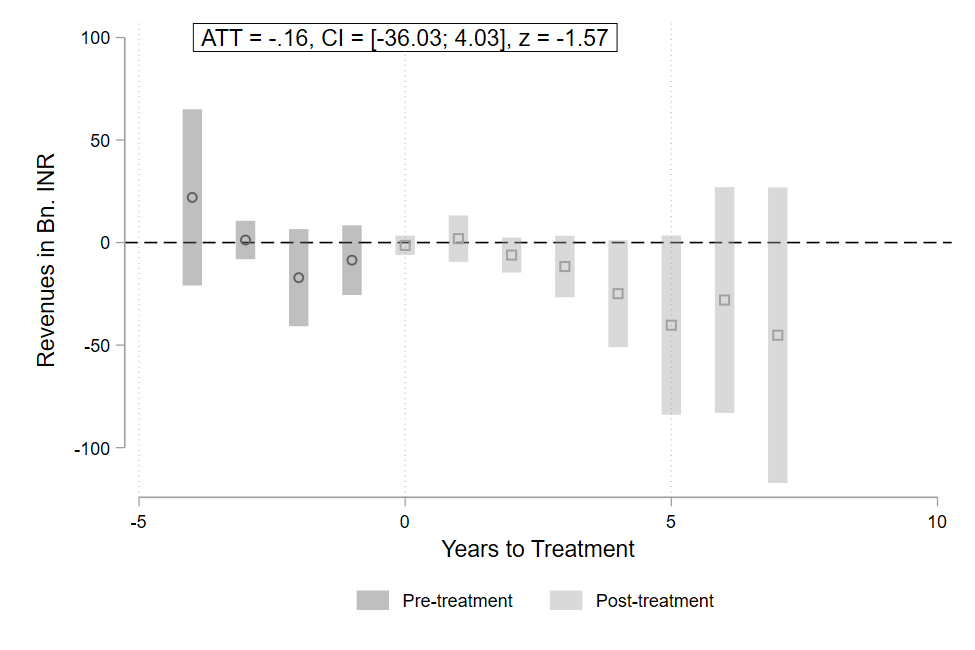 ATT = -.16, CI = [-36.03; 4.03], z = -1.57
100
50
0
-50
-100
Revenues in Bn. INR
-5 0 5 10
Years to Treatment
Pre-treatment Post-treatment